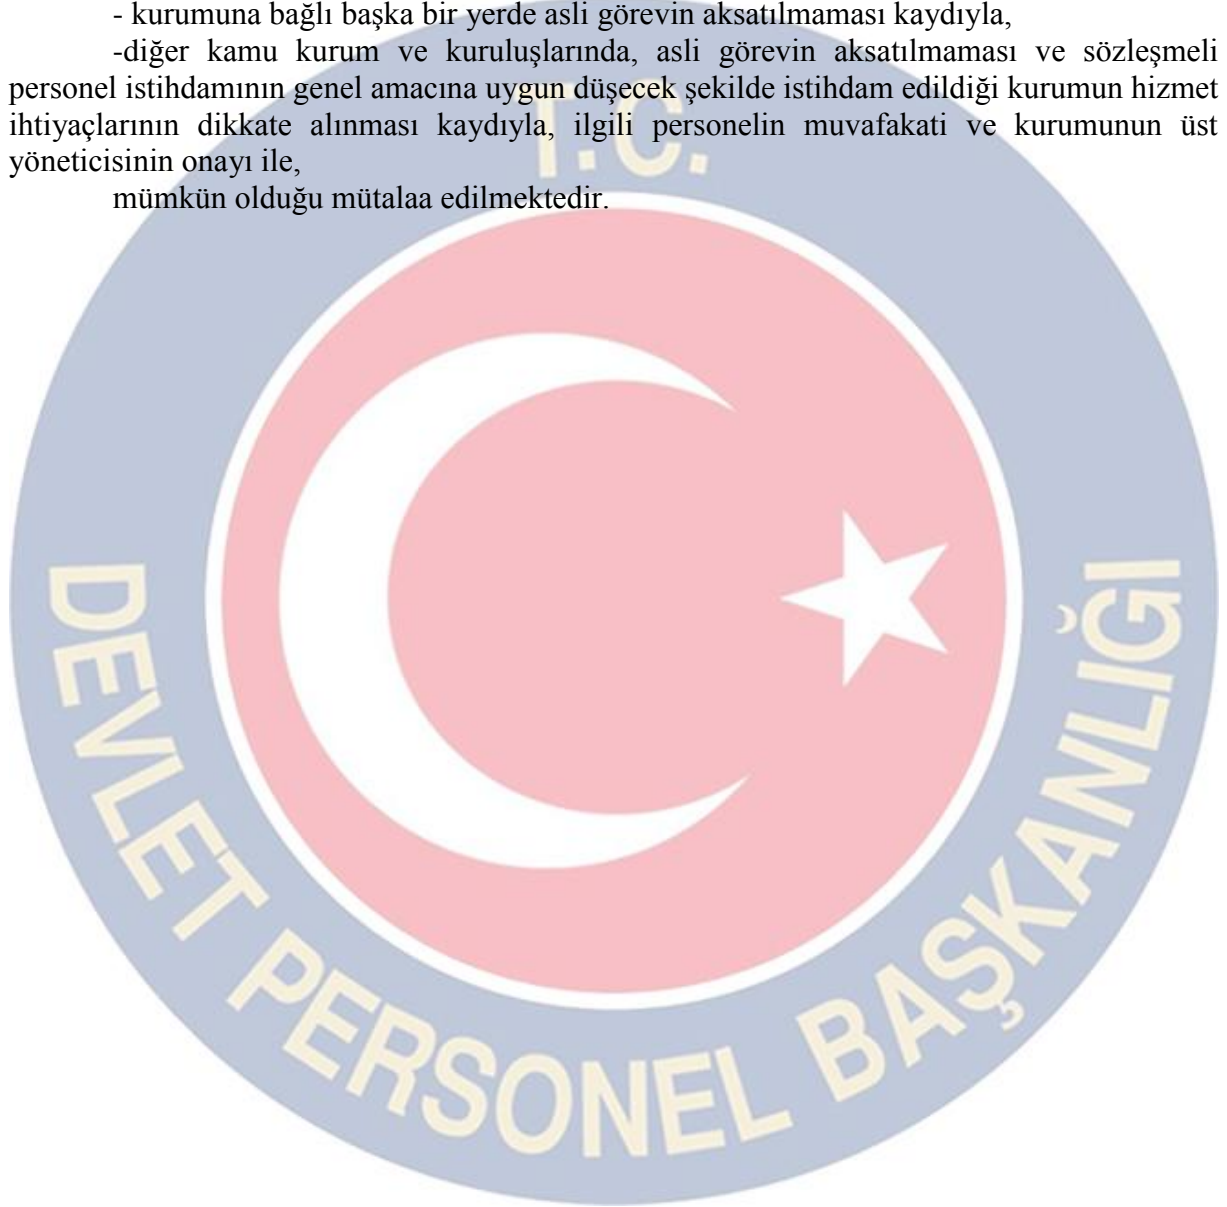 - kurumuna bağlı başka bir yerde asli görevin aksatılmaması kaydıyla,
-diğer kamu kurum ve kuruluşlarında, asli görevin aksatılmaması ve sözleşmeli
personel istihdamının genel amacına uygun düşecek şekilde istihdam edildiği kurumun hizmet
ihtiyaçlarının dikkate alınması kaydıyla, ilgili personelin muvafakati ve kurumunun üst
yöneticisinin onayı ile,
mümkün olduğu mütalaa edilmektedir.
T.C.
DEVLET PERSONEL BAŞKANLIĞI